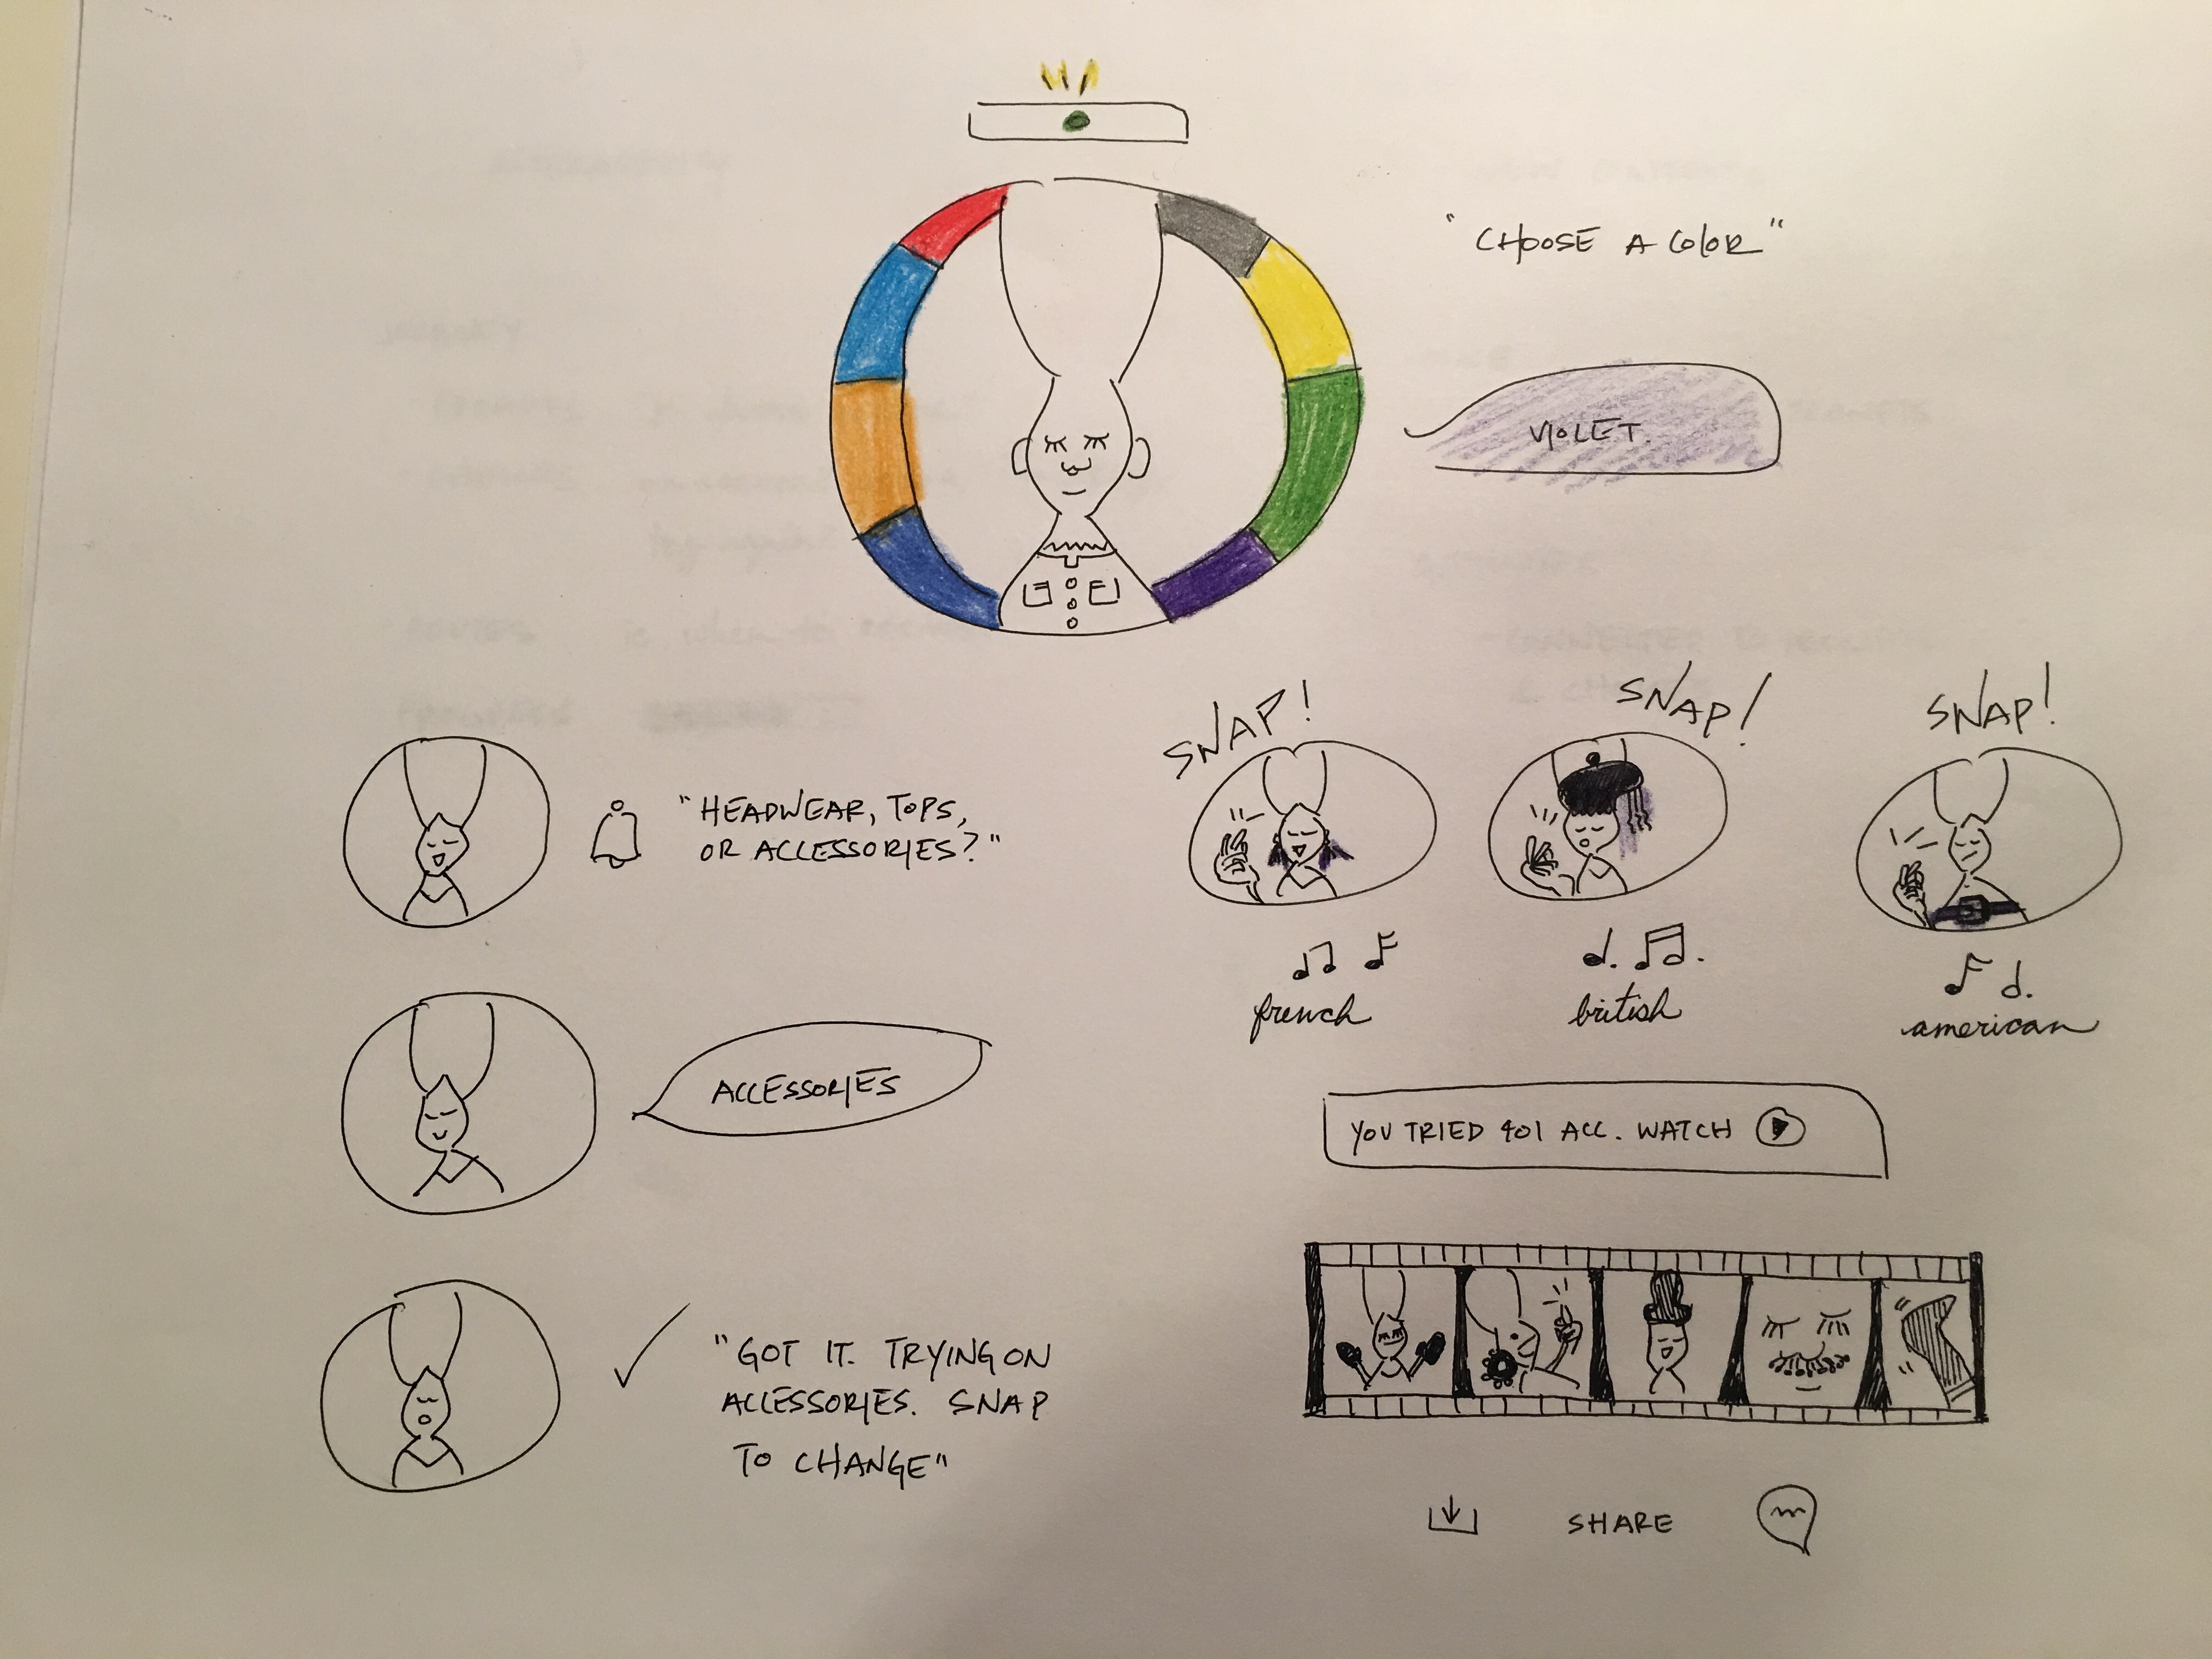 "CHOOSE A COLOR"
VIOLET.
"HEADWEAR, TOPS,
OR ACCESSORIES?"
ACCESSORIES
"GOT IT. TRYING ON
ACCESSORIES. SNAP
TO CHANGE"
SNAP!
SNAP!
SNAP!
french
british
american
YOU TRIED 401 ACC. WATCH
SHARE